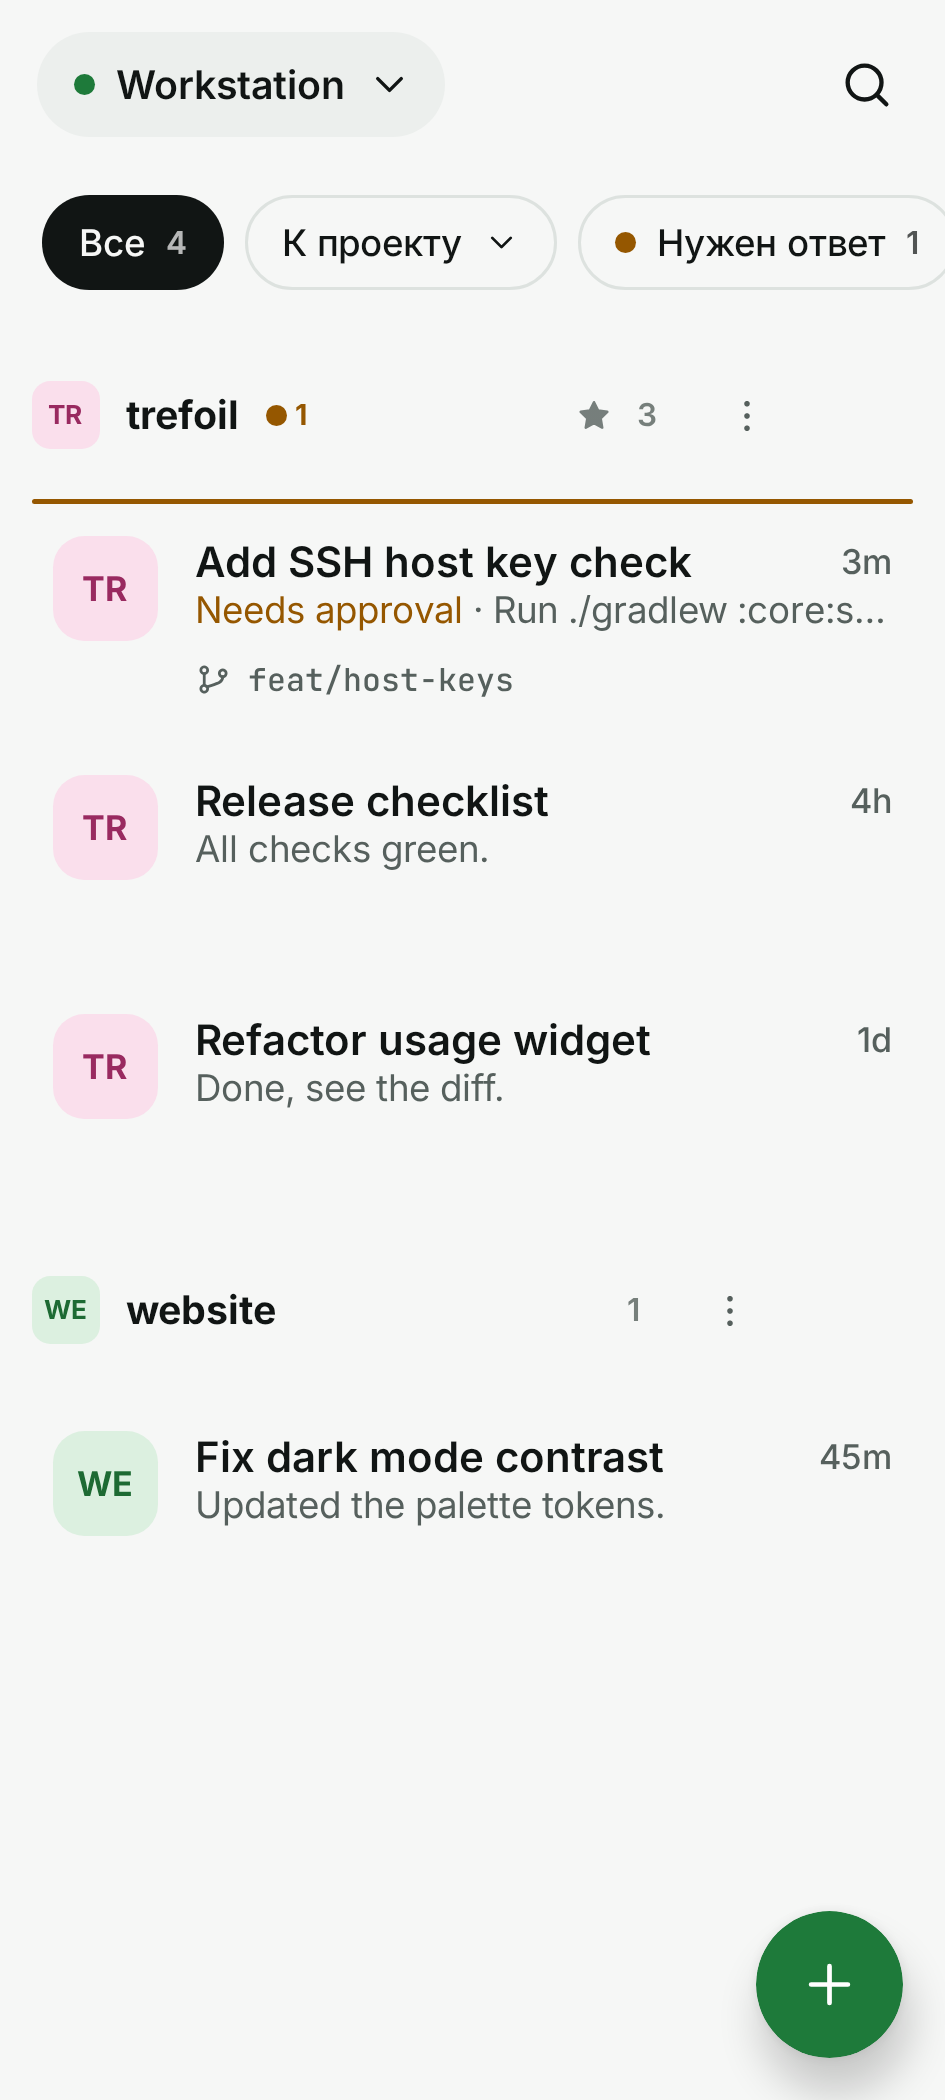 Workstation
Все 4 К проекту Нужен ответ 1
TR trefoil 1 3
TR Add SSH host key check 3m
Needs approval · Run ./gradlew :core:s...
feat/host-keys
TR Release checklist 4h
All checks green.
TR Refactor usage widget 1d
Done, see the diff.
WE website 1
WE Fix dark mode contrast 45m
Updated the palette tokens.